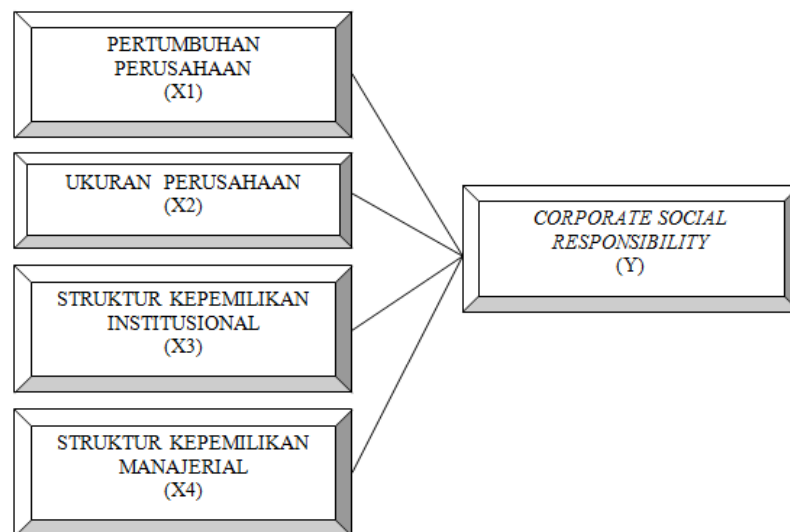 PERTUMBUHAN
PERUSAHAAN
(X1)
UKURAN PERUSAHAAN
(X2)
STRUKTUR KEPEMILIKAN
INSTITUSIONAL
(X3)
STRUKTUR KEPEMILIKAN
MANAJERIAL
(X4)
CORPORATE SOCIAL
RESPONSIBILITY
(Y)